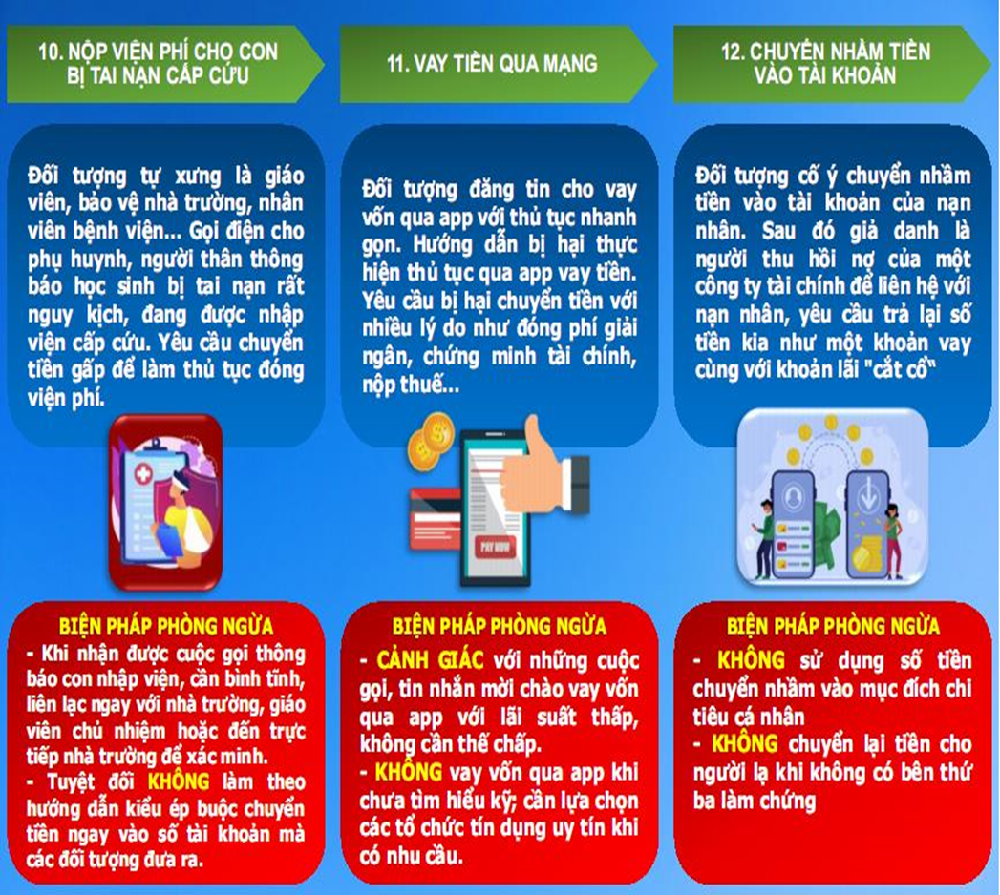 10. NỘP VIỆN PHÍ CHO CON
BỊ TAI NẠN CẤP CỨU
Đối tượng tự xưng là giáo
viên, bảo vệ nhà trường, nhân
viên bệnh viện... Gọi điện cho
phụ huynh, người thân thông
báo học sinh bị tai nạn rất
nguy kịch, đang được nhập
viện cấp cứu. Yêu cầu chuyển
tiền gấp để làm thủ tục đóng
viện phí.
BIỆN PHÁP PHÒNG NGỪA
- Khi nhận được cuộc gọi thông
báo con nhập viện, cần bình tĩnh,
liên lạc ngay với nhà trường, giáo
viên chủ nhiệm hoặc đến trực
tiếp nhà trường để xác minh.
- Tuyệt đối KHÔNG làm theo
hướng dẫn kiểu ép buộc chuyển
tiền ngay vào số tài khoản mà
các đối tượng đưa ra.
11. VAY TIỀN QUA MẠNG
Đối tượng đăng tin cho vay
vốn qua app với thủ tục nhanh
gọn. Hướng dẫn bị hại thực
hiện thủ tục qua app vay tiền.
Yêu cầu bị hại chuyển tiền với
nhiều lý do như đóng phí giải
ngân, chứng minh tài chính,
nộp thuế...
PAY NOW
BIỆN PHÁP PHÒNG NGỪA
- CẢNH GIÁC với những cuộc
gọi, tin nhắn mời chào vay vốn
qua app với lãi suất thấp,
không cần thế chấp.
- KHÔNG vay vốn qua app khi
chưa tìm hiểu kỹ; cần lựa chọn
các tổ chức tín dụng uy tín khi
có nhu cầu.
12. CHUYỂN NHẦM TIỀN
VÀO TÀI KHOẢN
Đối tượng cố ý chuyển nhầm
tiền vào tài khoản của nạn
nhân. Sau đó giả danh là
người thu hồi nợ của một
công ty tài chính để liên hệ với
nạn nhân, yêu cầu trả lại số
tiền kia như một khoản vay
cùng với khoản lãi "cắt cổ“
BIỆN PHÁP PHÒNG NGỪA
- KHÔNG sử dụng số tiền
chuyển nhầm vào mục đích chi
tiêu cá nhân
- KHÔNG chuyển lại tiền cho
người lạ khi không có bên thứ
ba làm chứng